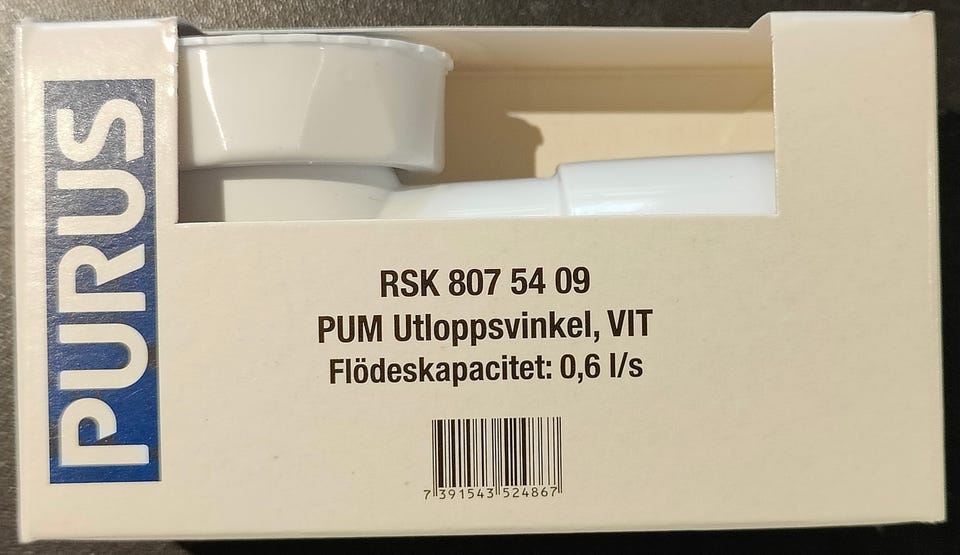 PURUS
RSK 807 54 09
PUM Utloppsvinkel, VIT
Flödeskapacitet: 0,6 l/s
7 391543 524867